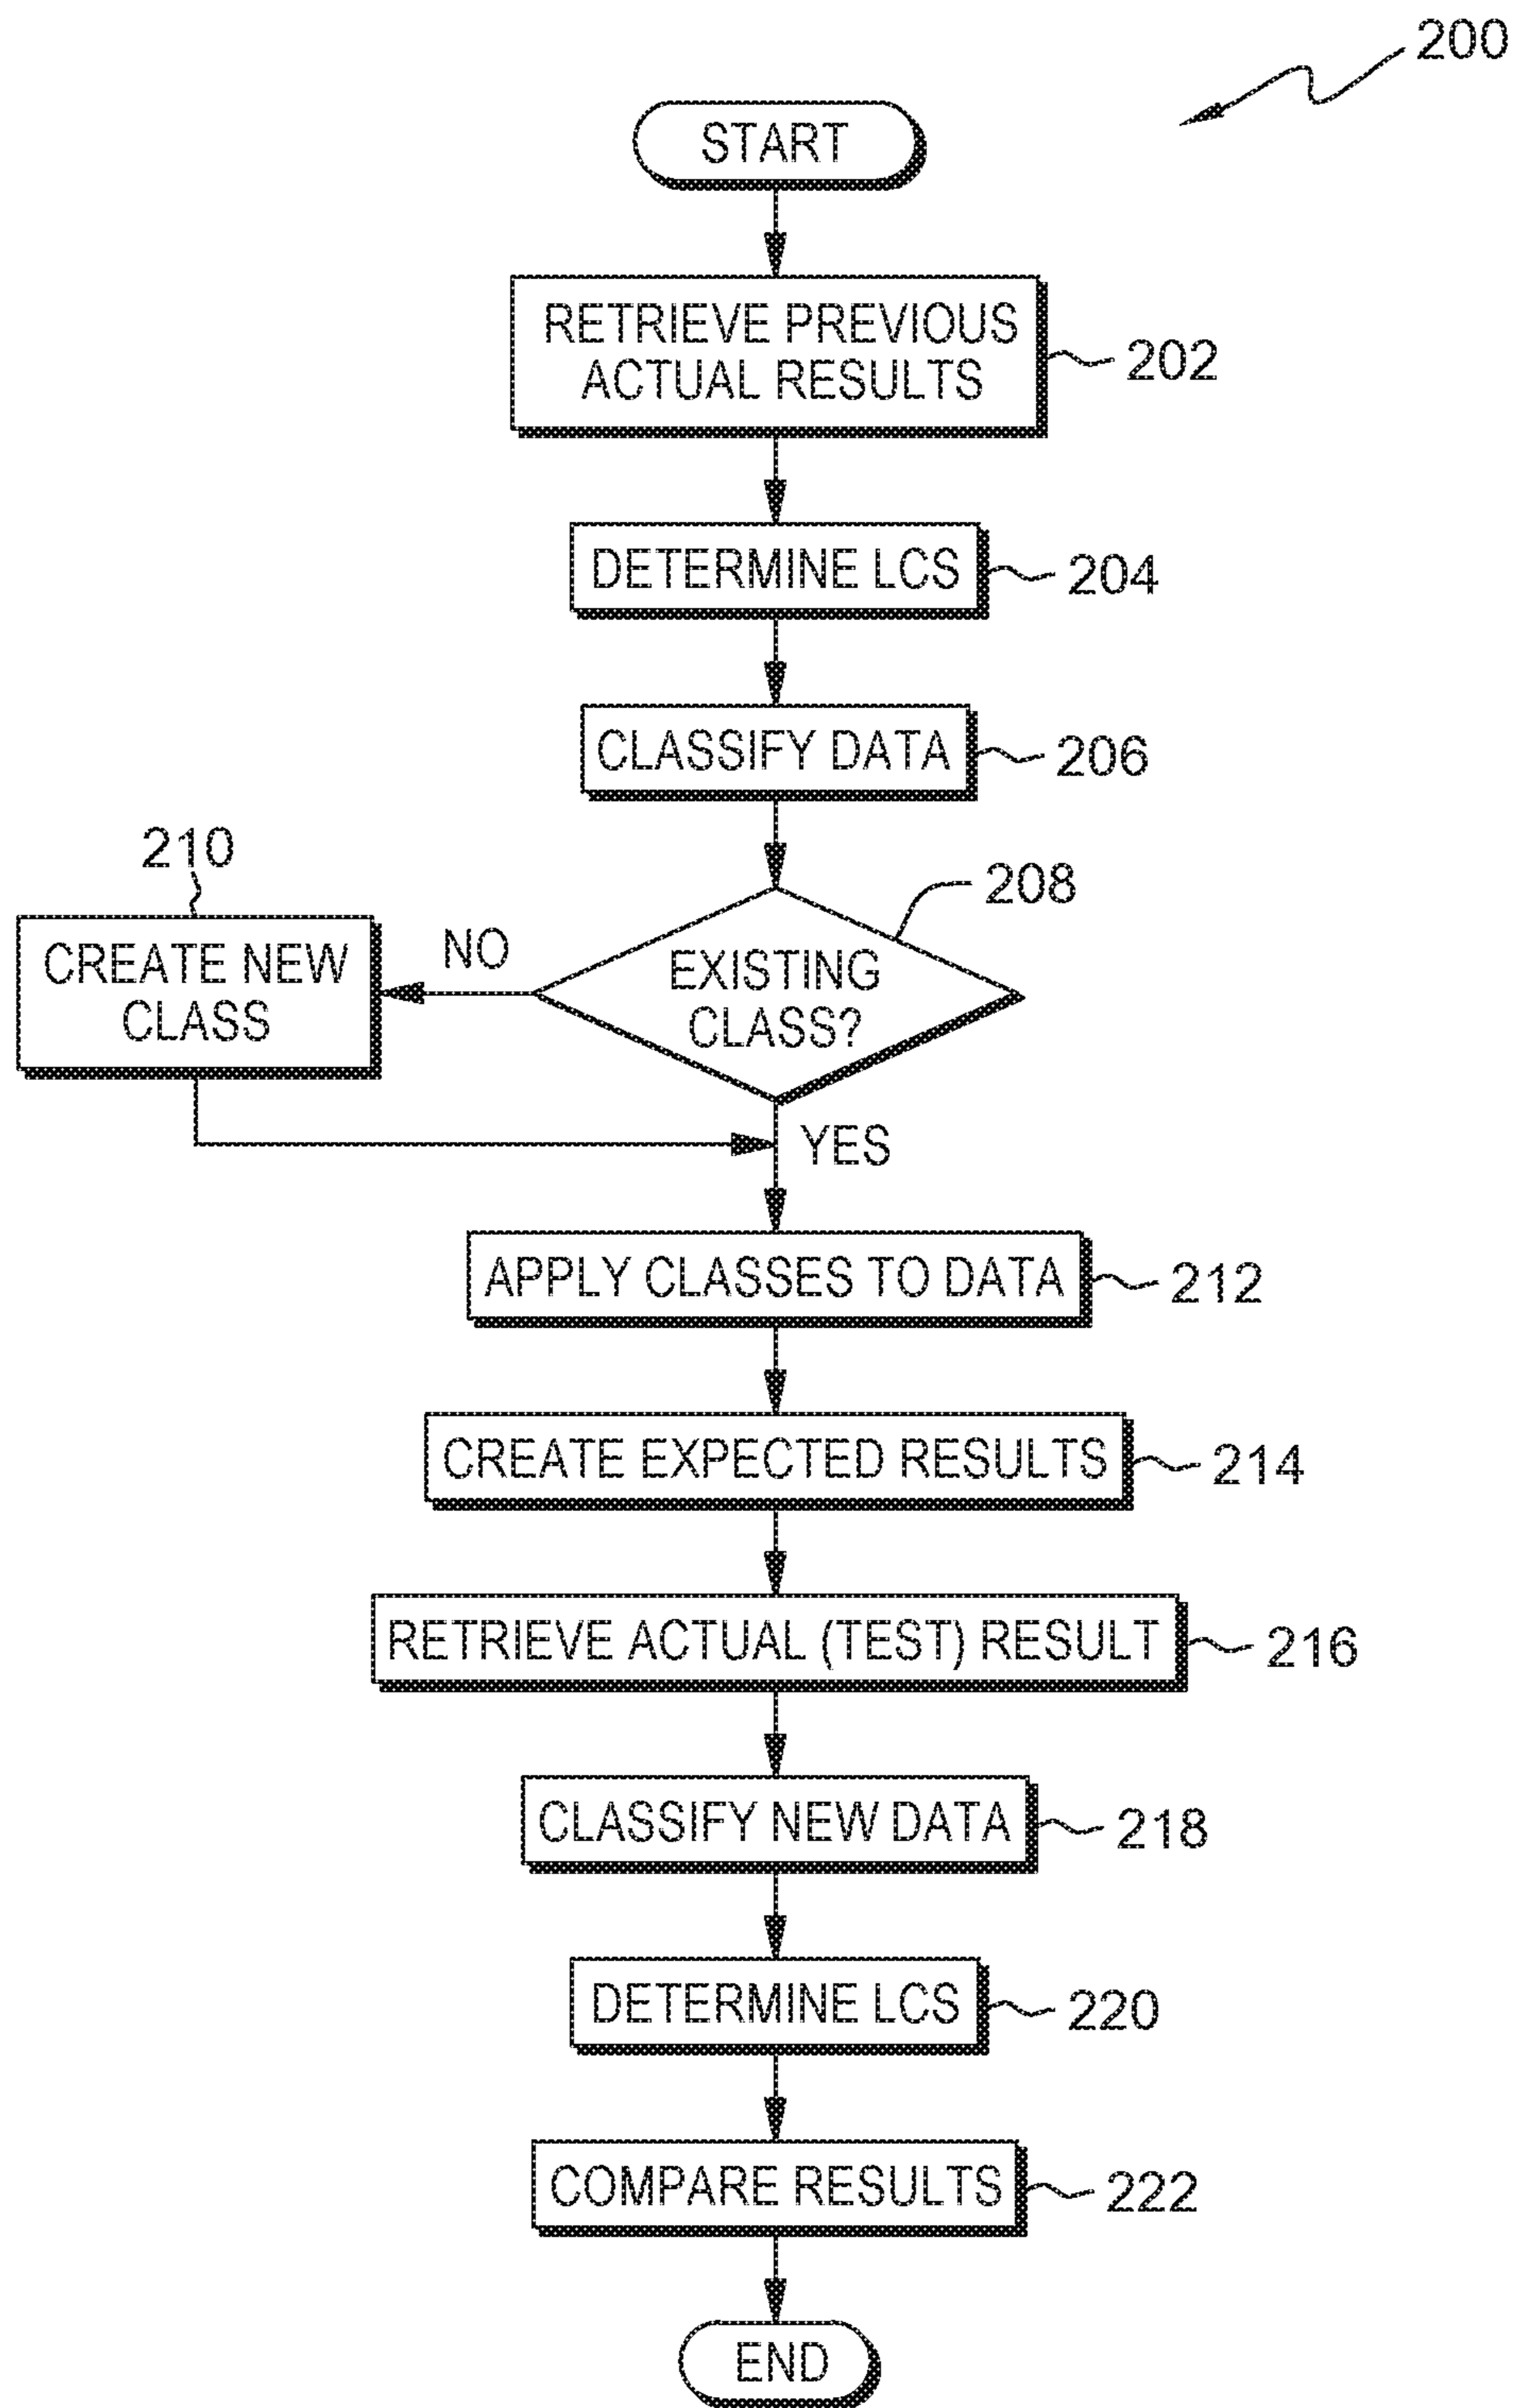 200
START
RETRIEVE PREVIOUS
ACTUAL RESULTS
202
DETERMINE LCS
204
CLASSIFY DATA
206
210
208
CREATE NEW
CLASS
NO
EXISTING
CLASS?
YES
APPLY CLASSES TO DATA
212
CREATE EXPECTED RESULTS
214
RETRIEVE ACTUAL (TEST) RESULT
216
CLASSIFY NEW DATA
218
DETERMINE LCS
220
COMPARE RESULTS
222
END